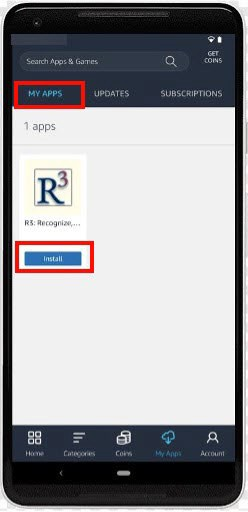 Search Apps & Games
GET
COINS
MY APPS
UPDATES
SUBSCRIPTIONS
1 apps
R3
R3: Recognize,...
Install
Home
Categories
Coins
My Apps
Account